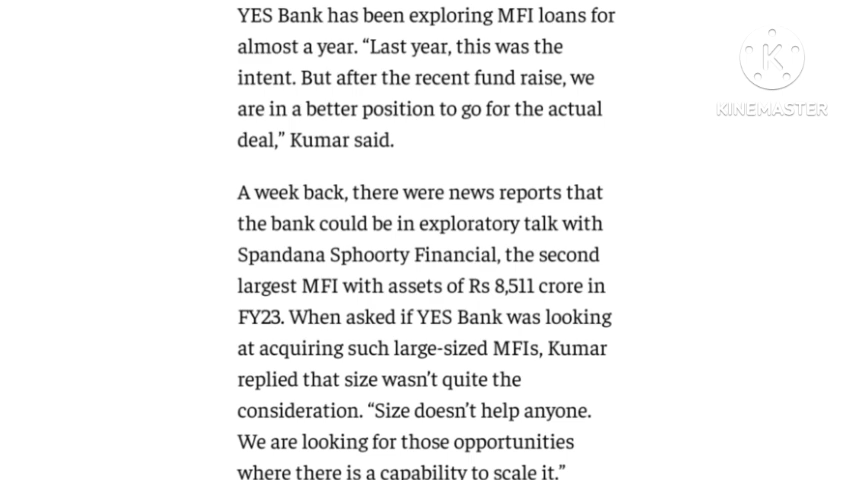 YES Bank has been exploring MFI loans for
almost a year. “Last year, this was the
intent. But after the recent fund raise, we
are in a better position to go for the actual
deal,” Kumar said.
A week back, there were news reports that
the bank could be in exploratory talk with
Spandana Sphoorty Financial, the second
largest MFI with assets of Rs 8,511 crore in
FY23. When asked if YES Bank was looking
at acquiring such large-sized MFIs, Kumar
replied that size wasn’t quite the
consideration. “Size doesn’t help anyone.
We are looking for those opportunities
where there is a capability to scale it.”
K
KINEMASTER